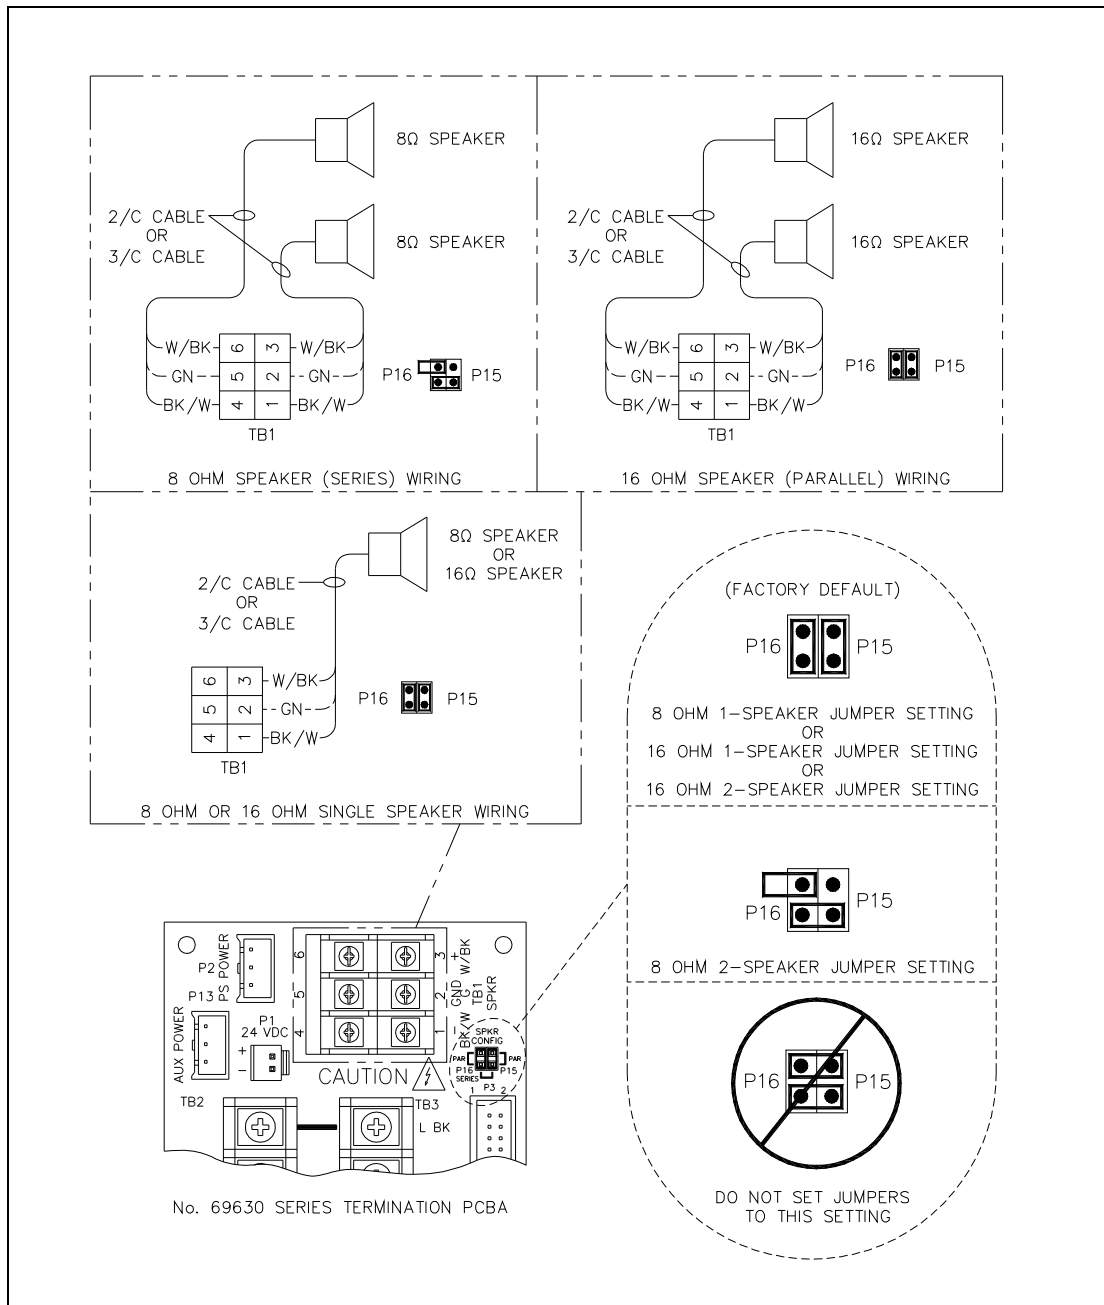 8Ω SPEAKER
2/C CABLE
OR
3/C CABLE
8Ω SPEAKER
W/BK 6 3 W/BK
GN 5 2 GN
BK/W 4 1 BK/W
TB1
P16 P15
8 OHM SPEAKER (SERIES) WIRING
16Ω SPEAKER
2/C CABLE
OR
3/C CABLE
16Ω SPEAKER
W/BK 6 3 W/BK
GN 5 2 GN
BK/W 4 1 BK/W
TB1
P16 P15
16 OHM SPEAKER (PARALLEL) WIRING
8Ω SPEAKER
OR
16Ω SPEAKER
2/C CABLE
OR
3/C CABLE
6 3 W/BK
5 2 GN
4 1 BK/W
TB1
P16 P15
8 OHM OR 16 OHM SINGLE SPEAKER WIRING
(FACTORY DEFAULT)
P16 P15
8 OHM 1-SPEAKER JUMPER SETTING
OR
16 OHM 1-SPEAKER JUMPER SETTING
OR
16 OHM 2-SPEAKER JUMPER SETTING
P16 P15
8 OHM 2-SPEAKER JUMPER SETTING
P16 P15
DO NOT SET JUMPERS
TO THIS SETTING
P2
PS POWER
P13
AUX POWER
P1
24 VDC
+
-
6 3
5 2
4 1
+ W/BK
GND G
BK/W
TB1
SPKR
SPKR
CONFIG
PAR PAR
P16 P15
SERIES
CAUTION
P3
1 2
TB2
TB3
L BK
No. 69630 SERIES TERMINATION PCBA